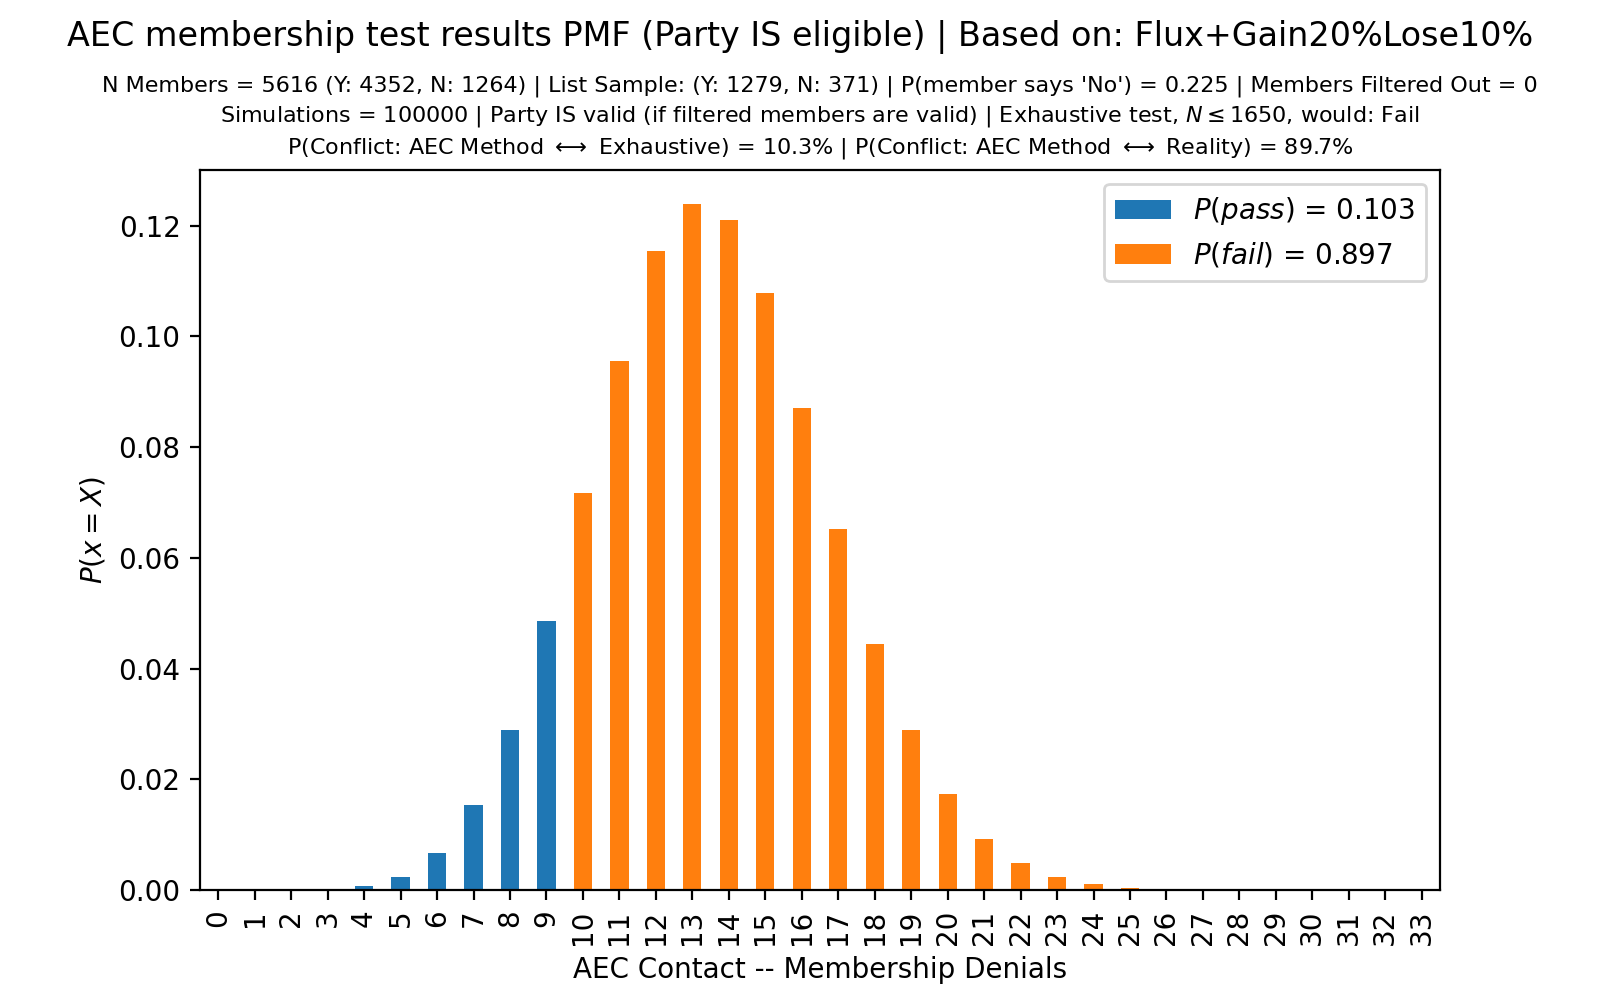 AEC membership test results PMF (Party IS eligible) | Based on: Flux+Gain20%Lose10%
N Members = 5616 (Y: 4352, N: 1264) | List Sample: (Y: 1279, N: 371) | P(member says 'No') = 0.225 | Members Filtered Out = 0
Simulations = 100000 | Party IS valid (if filtered members are valid) | Exhaustive test, N ≤ 1650, would: Fail
P(Conflict: AEC Method ⟷ Exhaustive) = 10.3% | P(Conflict: AEC Method ⟷ Reality) = 89.7%
P(pass) = 0.103
P(fail) = 0.897
P(x = X)
0.12
0.10
0.08
0.06
0.04
0.02
0.00
0 1 2 3 4 5 6 7 8 9 10 11 12 13 14 15 16 17 18 19 20 21 22 23 24 25 26 27 28 29 30 31 32 33
AEC Contact -- Membership Denials